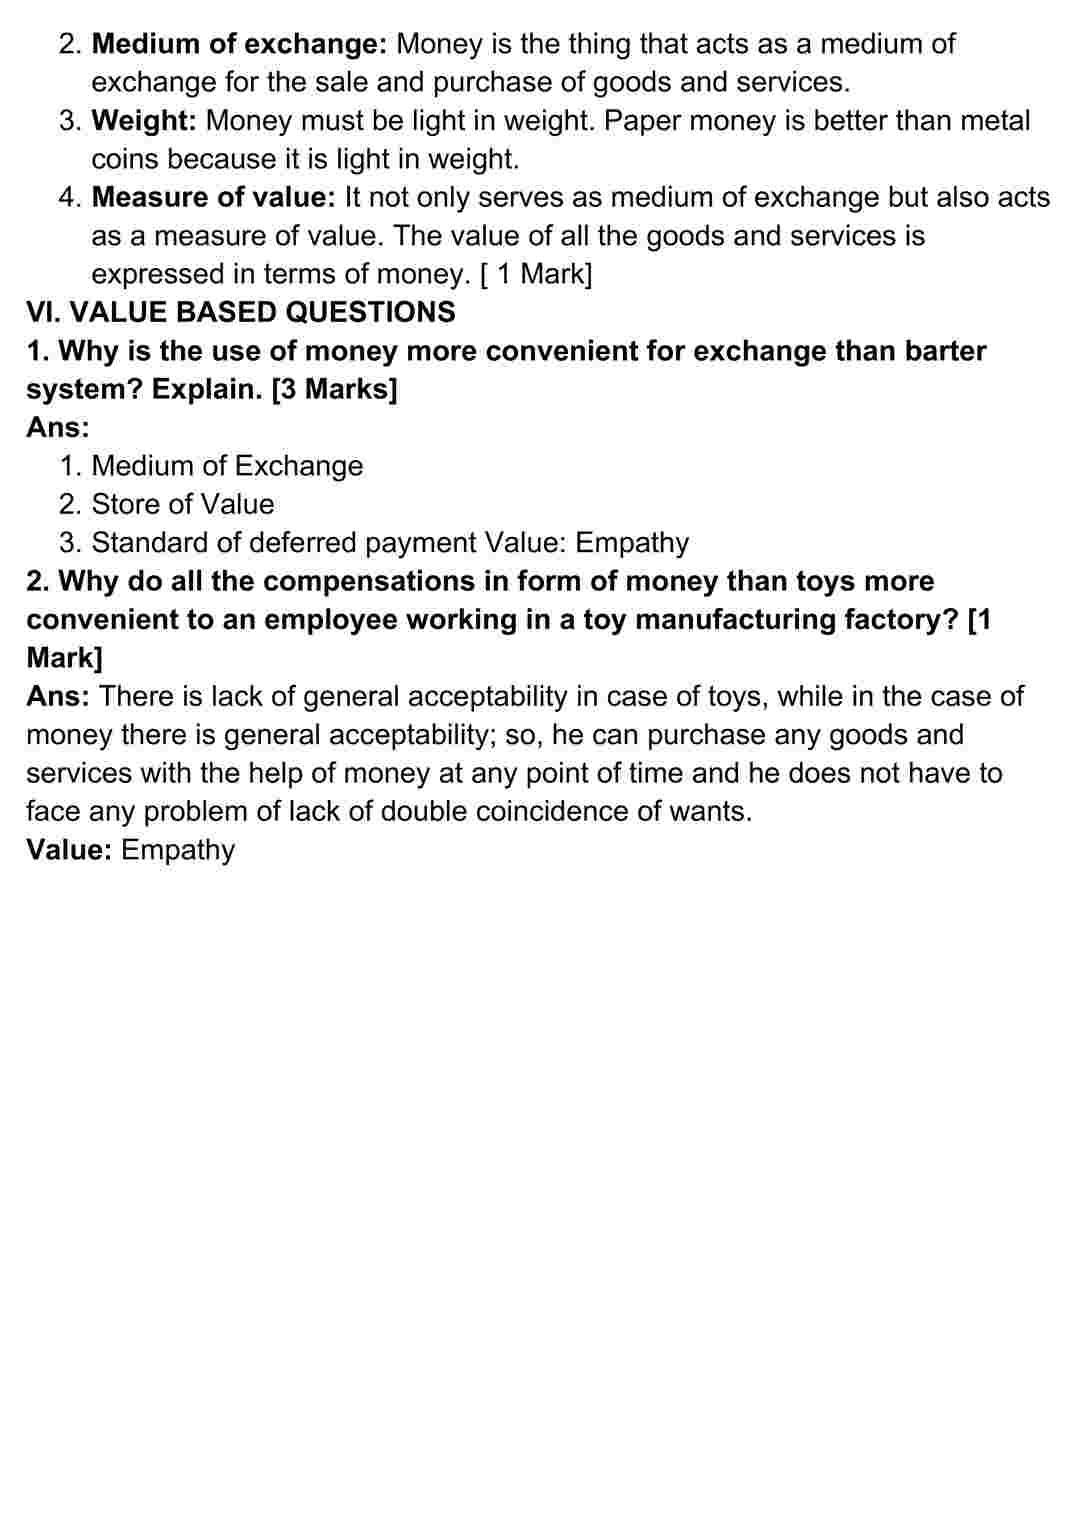 2. Medium of exchange: Money is the thing that acts as a medium of
exchange for the sale and purchase of goods and services.
3. Weight: Money must be light in weight. Paper money is better than metal
coins because it is light in weight.
4. Measure of value: It not only serves as medium of exchange but also acts
as a measure of value. The value of all the goods and services is
expressed in terms of money. [ 1 Mark]
VI. VALUE BASED QUESTIONS
1. Why is the use of money more convenient for exchange than barter
system? Explain. [3 Marks]
Ans:
1. Medium of Exchange
2. Store of Value
3. Standard of deferred payment Value: Empathy
2. Why do all the compensations in form of money than toys more
convenient to an employee working in a toy manufacturing factory? [1
Mark]
Ans: There is lack of general acceptability in case of toys, while in the case of
money there is general acceptability; so, he can purchase any goods and
services with the help of money at any point of time and he does not have to
face any problem of lack of double coincidence of wants.
Value: Empathy